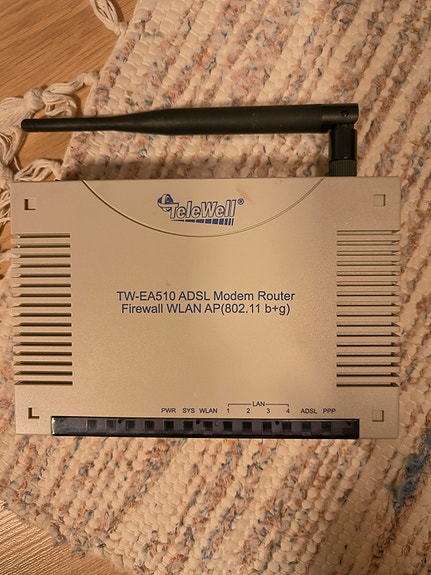 TeleWell®
TW-EA510 ADSL Modem Router
Firewall WLAN AP(802.11 b+g)
LAN
PWR SYS WLAN 1 2 3 4 ADSL PPP